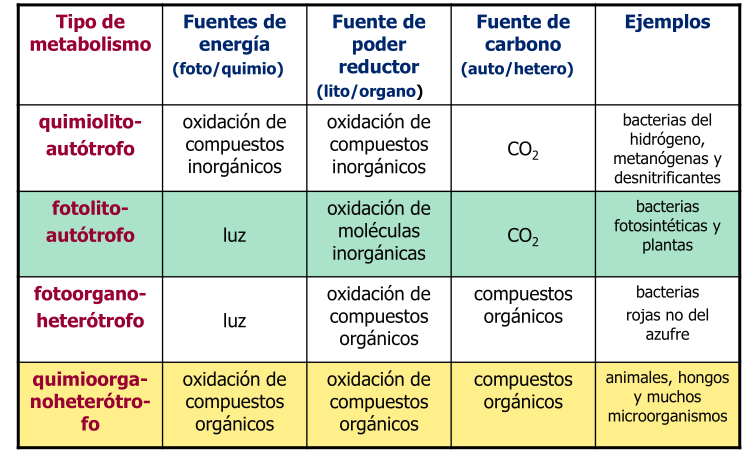 Tipo de
metabolismo
Fuentes de
energía
(foto/quimio)
Fuente de
poder
reductor
(lito/organo)
Fuente de
carbono
(auto/hetero)
Ejemplos
quimiolito-
autótrofo
oxidación de
compuestos
inorgánicos
oxidación de
compuestos
inorgánicos
CO₂
bacterias del
hidrógeno,
metanógenas y
desnitrificantes
fotolito-
autótrofo
luz
oxidación de
moléculas
inorgánicas
CO₂
bacterias
fotosintéticas y
plantas
fotoorgano-
heterótrofo
luz
oxidación de
compuestos
orgánicos
compuestos
orgánicos
bacterias
rojas no del
azufre
quimioorga-
noheterótro-
fo
oxidación de
compuestos
orgánicos
oxidación de
compuestos
orgánicos
compuestos
orgánicos
animales, hongos
y muchos
microorganismos